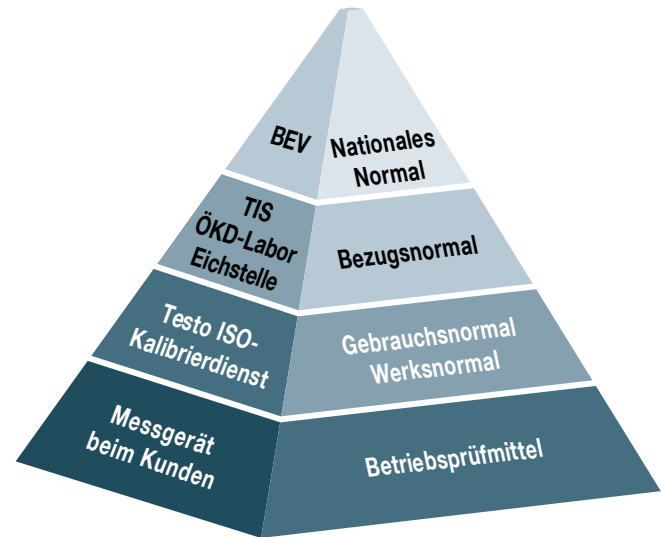 BEV
Nationales
Normal
TIS
ÖKD-Labor
Eichstelle
Bezugsnormal
Testo ISO-
Kalibrierdienst
Gebrauchsnormal
Werksnormal
Messgerät
beim Kunden
Betriebsprüfmittel